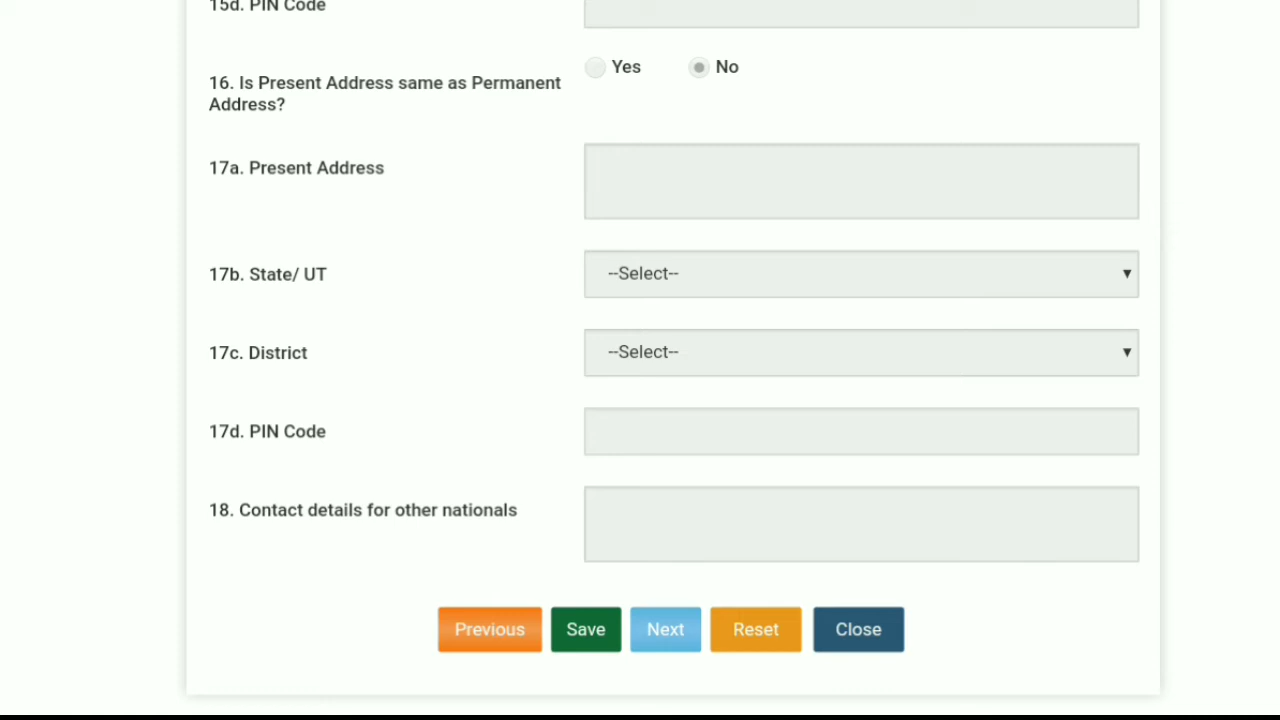 15d. PIN Code
Yes No
16. Is Present Address same as Permanent
Address?
17a. Present Address
17b. State/ UT --Select--
17c. District --Select--
17d. PIN Code
18. Contact details for other nationals
Previous Save Next Reset Close